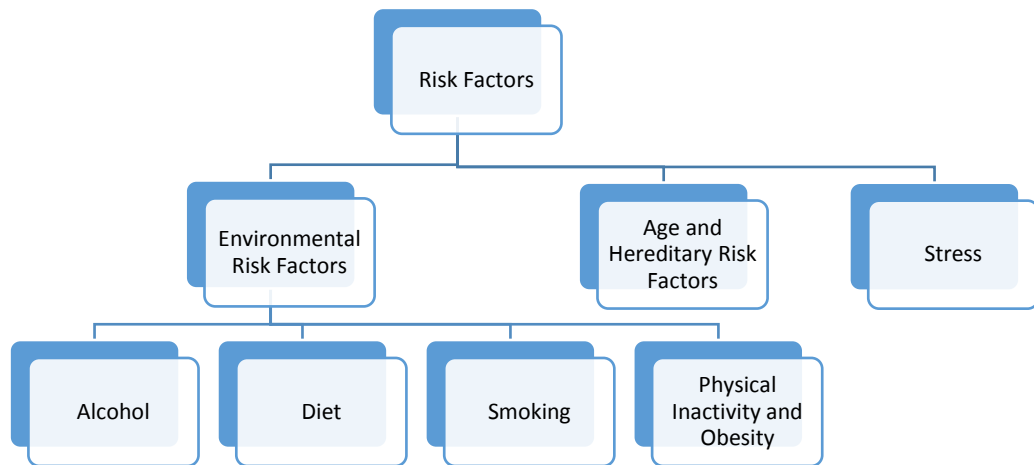 Risk Factors
Environmental
Risk Factors
Age and
Hereditary Risk
Factors
Stress
Alcohol
Diet
Smoking
Physical
Inactivity and
Obesity